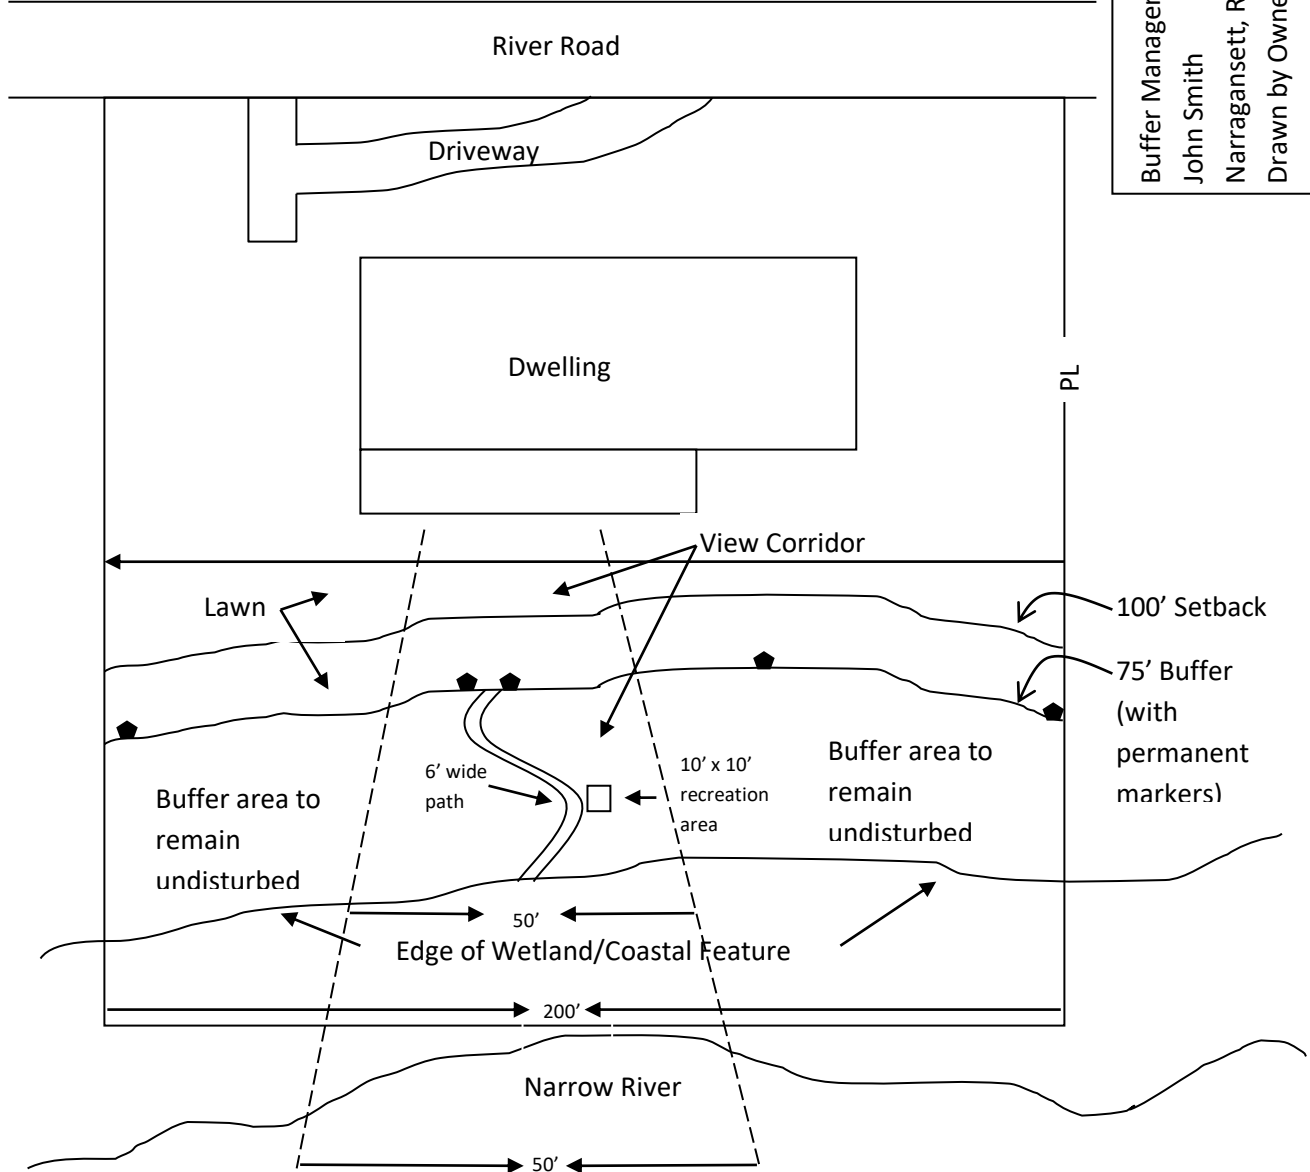 River Road
Buffer Manager
John Smith
Narragansett, R
Drawn by Owne
Driveway
Dwelling
PL
View Corridor
Lawn
100’ Setback
75’ Buffer
(with
permanent
markers)
6’ wide
path
10’ x 10’
recreation
area
Buffer area to
remain
undisturbed
Buffer area to
remain
undisturbed
50’
Edge of Wetland/Coastal Feature
200’
Narrow River
50’